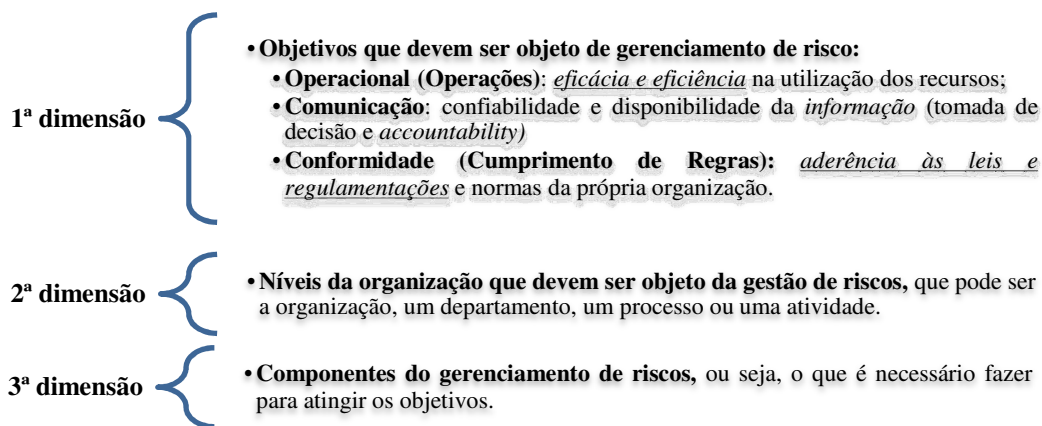 1ª dimensão
•Objetivos que devem ser objeto de gerenciamento de risco:
•Operacional (Operações): eficácia e eficiência na utilização dos recursos;
•Comunicação: confiabilidade e disponibilidade da informação (tomada de
decisão e accountability)
•Conformidade (Cumprimento de Regras): aderência às leis e
regulamentações e normas da própria organização.
2ª dimensão
•Níveis da organização que devem ser objeto da gestão de riscos, que pode ser
a organização, um departamento, um processo ou uma atividade.
3ª dimensão
•Componentes do gerenciamento de riscos, ou seja, o que é necessário fazer
para atingir os objetivos.